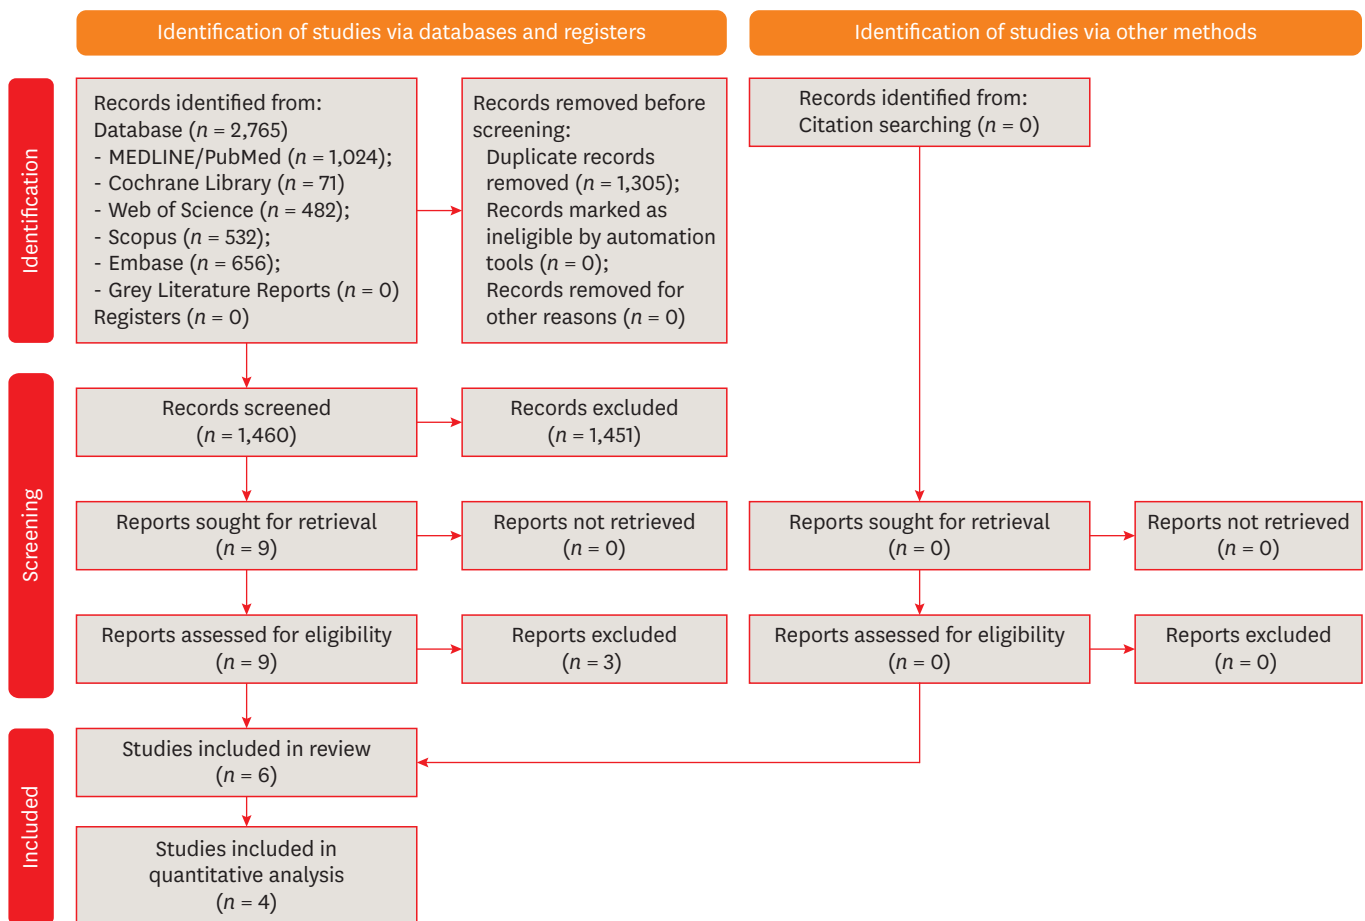 Identification of studies via databases and registers
Identification of studies via other methods
Identification
Records identified from:
Database (n = 2,765)
- MEDLINE/PubMed (n = 1,024);
- Cochrane Library (n = 71)
- Web of Science (n = 482);
- Scopus (n = 532);
- Embase (n = 656);
- Grey Literature Reports (n = 0)
Registers (n = 0)
Records removed before
screening:
Duplicate records
removed (n = 1,305);
Records marked as
ineligible by automation
tools (n = 0);
Records removed for
other reasons (n = 0)
Records identified from:
Citation searching (n = 0)
Screening
Records screened
(n = 1,460)
Records excluded
(n = 1,451)
Reports sought for retrieval
(n = 9)
Reports not retrieved
(n = 0)
Reports sought for retrieval
(n = 0)
Reports not retrieved
(n = 0)
Reports assessed for eligibility
(n = 9)
Reports excluded
(n = 3)
Reports assessed for eligibility
(n = 0)
Reports excluded
(n = 0)
Included
Studies included in review
(n = 6)
Studies included in
quantitative analysis
(n = 4)